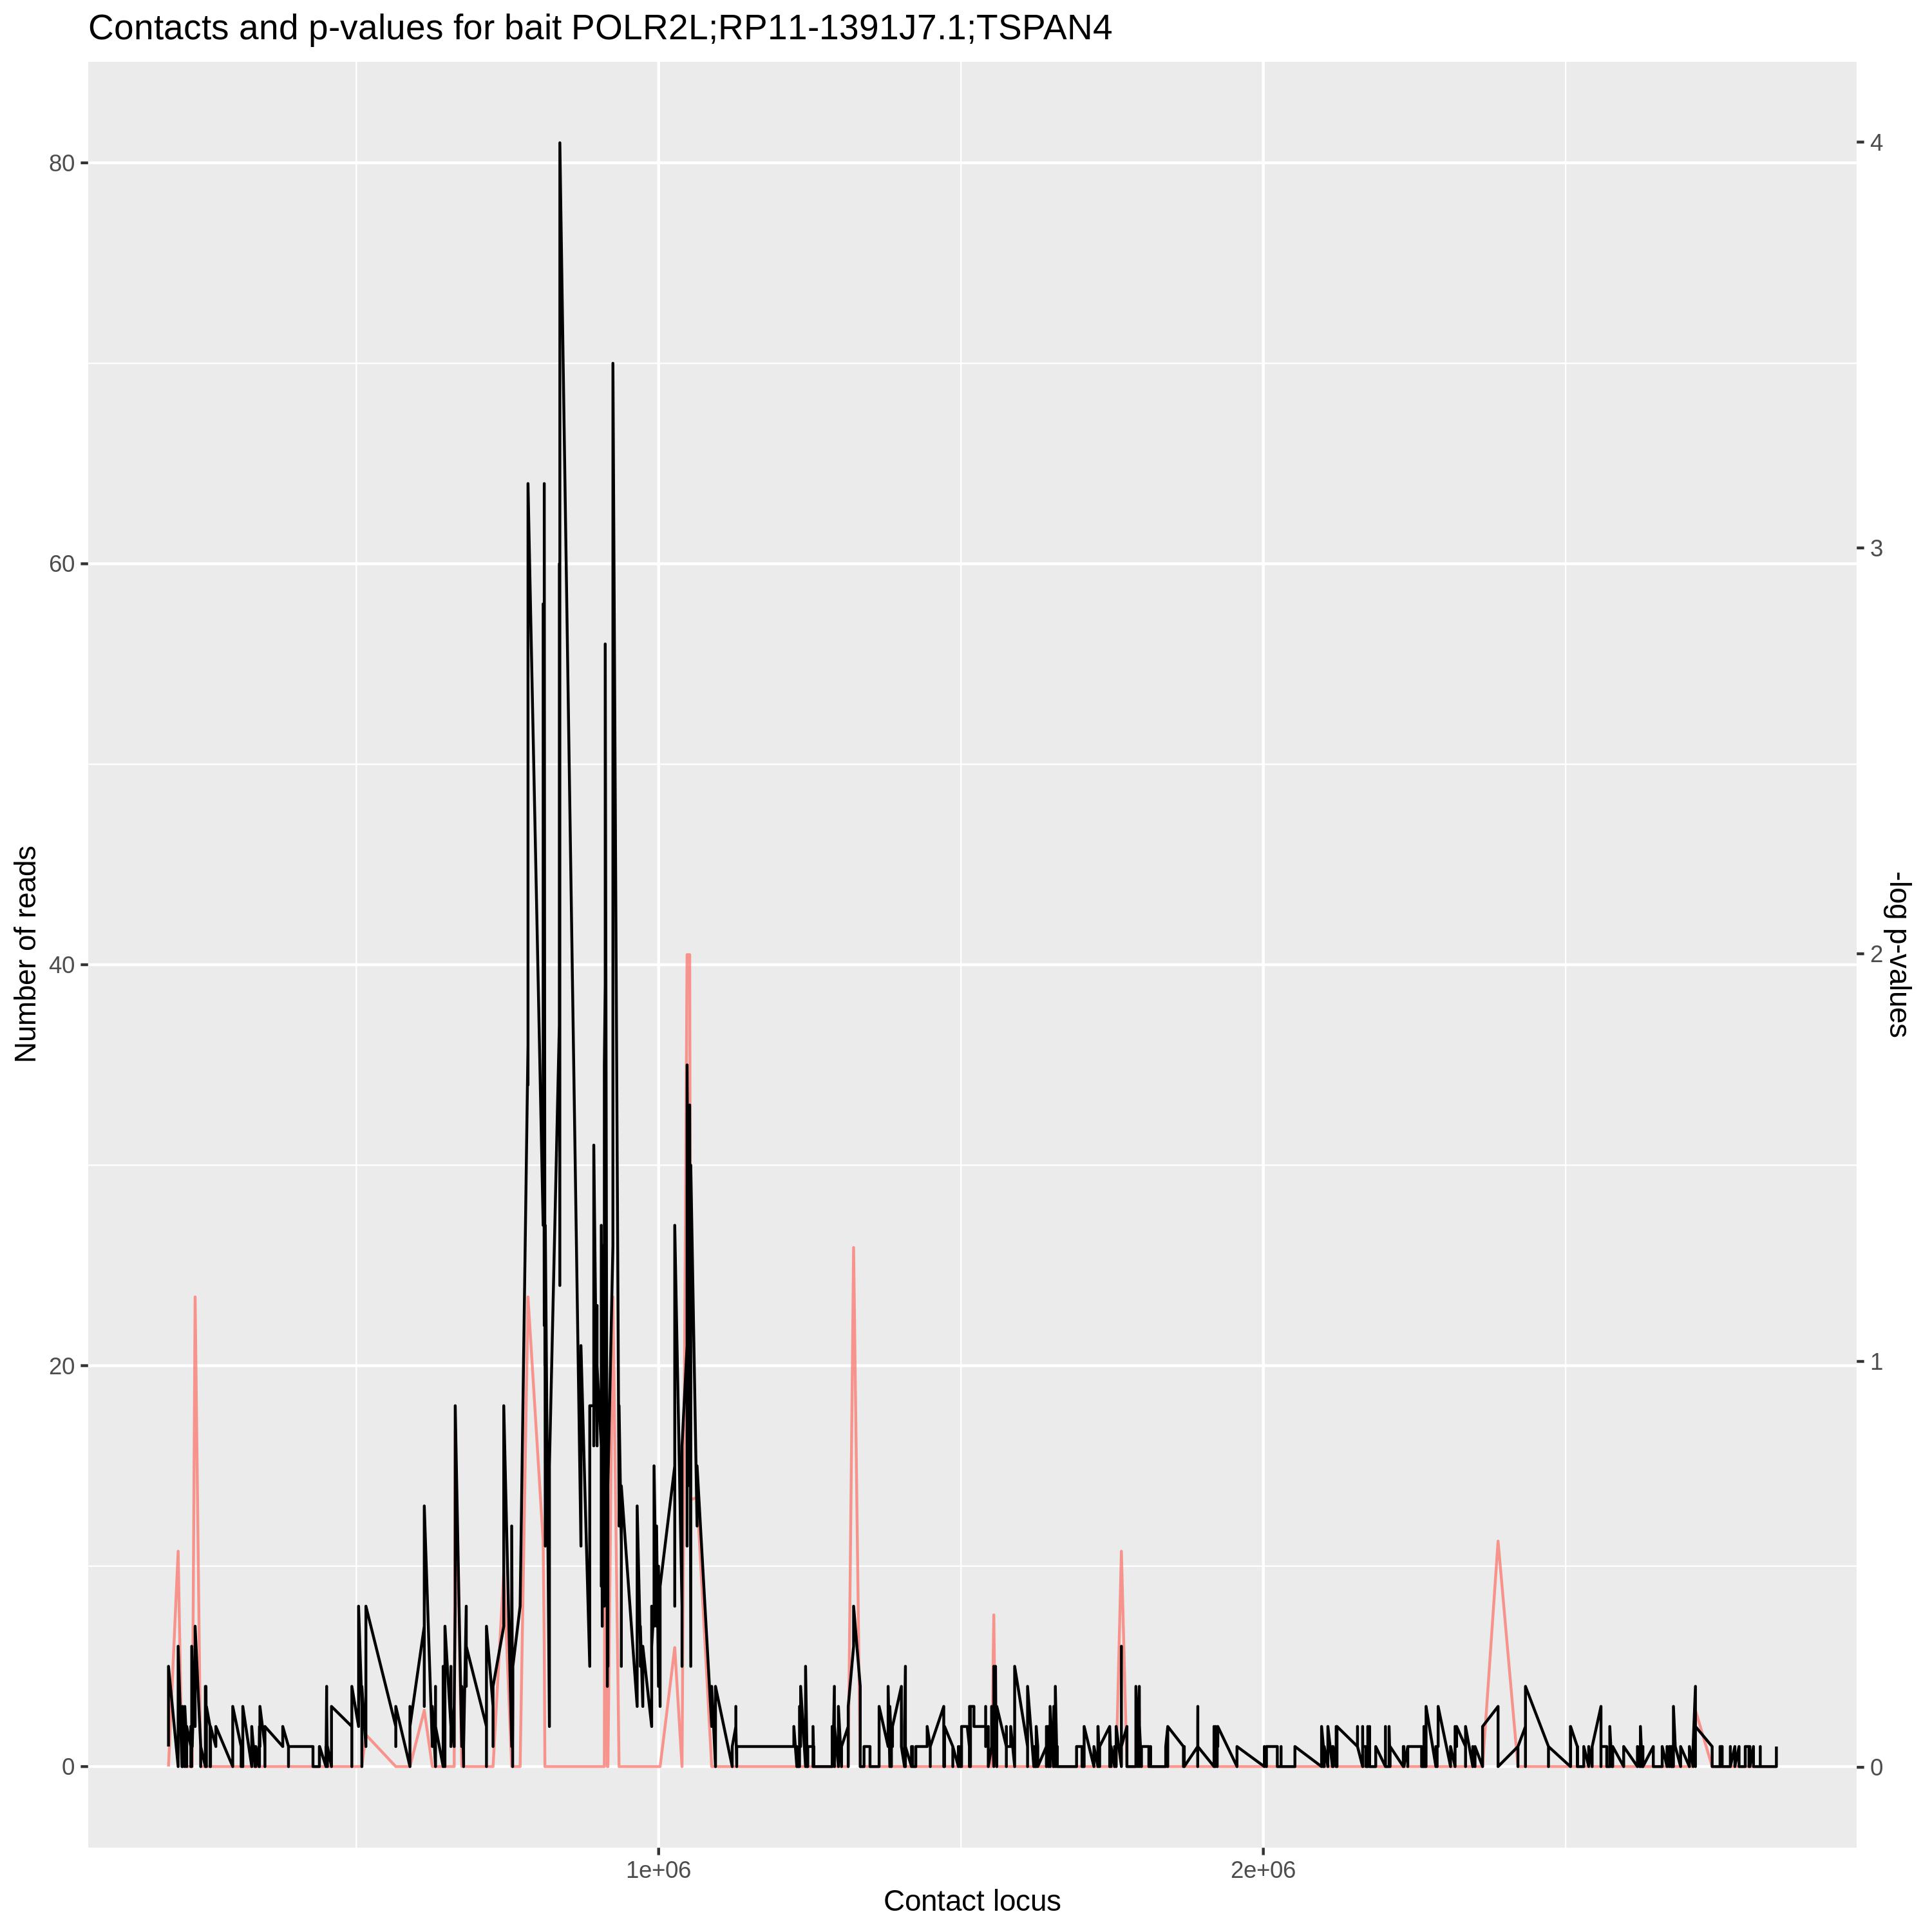 Contacts and p-values for bait POLR2L;RP11-1391J7.1;TSPAN4
80
60
40
20
0
Number of reads
4
3
2
1
0
-log p-values
1e+06
2e+06
Contact locus